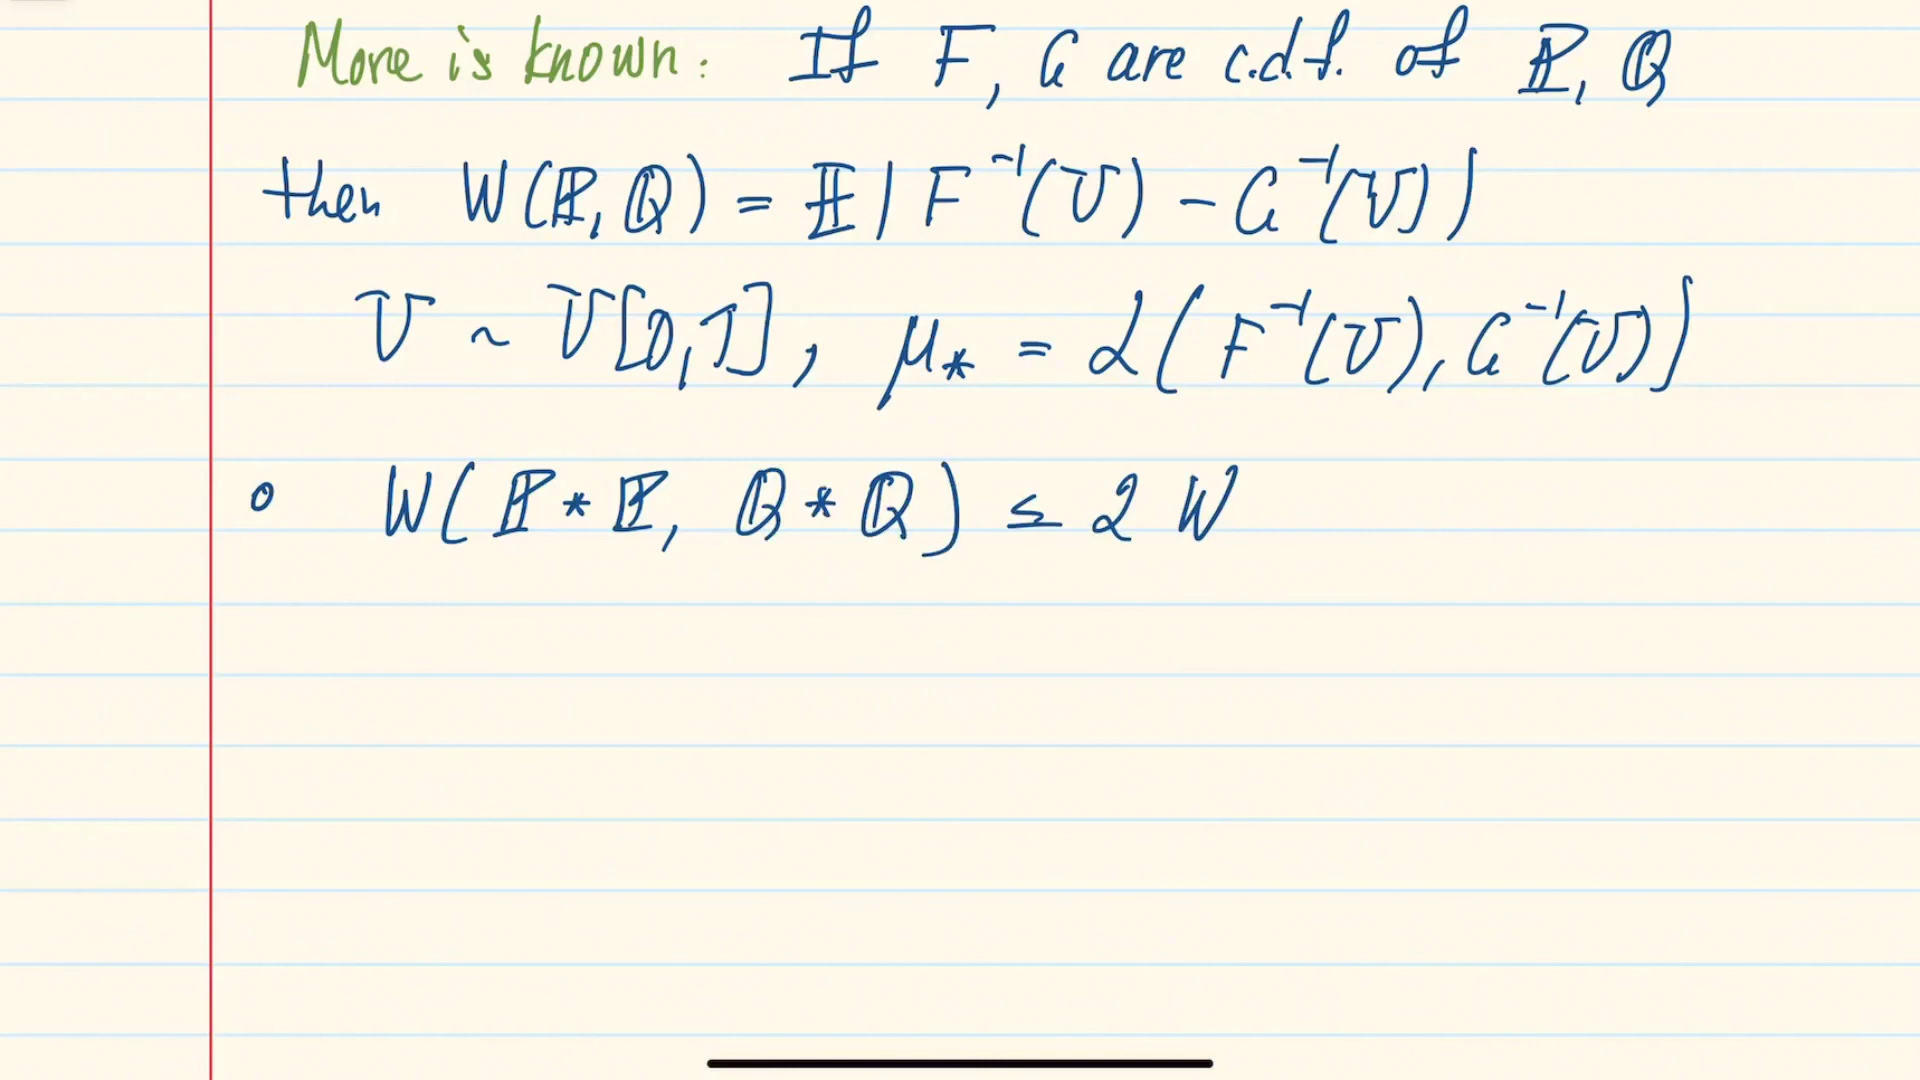 More is known: If F, G are c.d.f. of ℙ, ℚ
then W(ℙ, ℚ) = 𝔼|F⁻¹(U) - G⁻¹(U)|
U ~ U[0,1], μ* = ℒ(F⁻¹(U), G⁻¹(U))
∘ W(ℙ * ℙ, ℚ * ℚ) ≤ 2 W